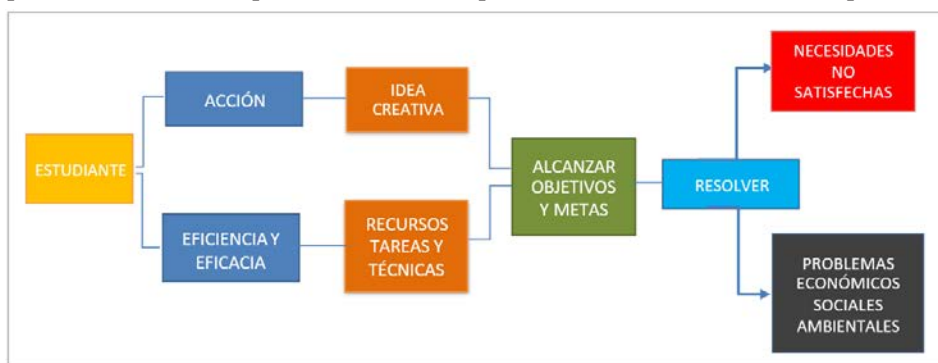 ESTUDIANTE
ACCIÓN
IDEA
CREATIVA
EFICIENCIA Y
EFICACIA
RECURSOS
TAREAS Y
TÉCNICAS
ALCANZAR
OBJETIVOS
Y METAS
RESOLVER
NECESIDADES
NO
SATISFECHAS
PROBLEMAS
ECONÓMICOS
SOCIALES
AMBIENTALES